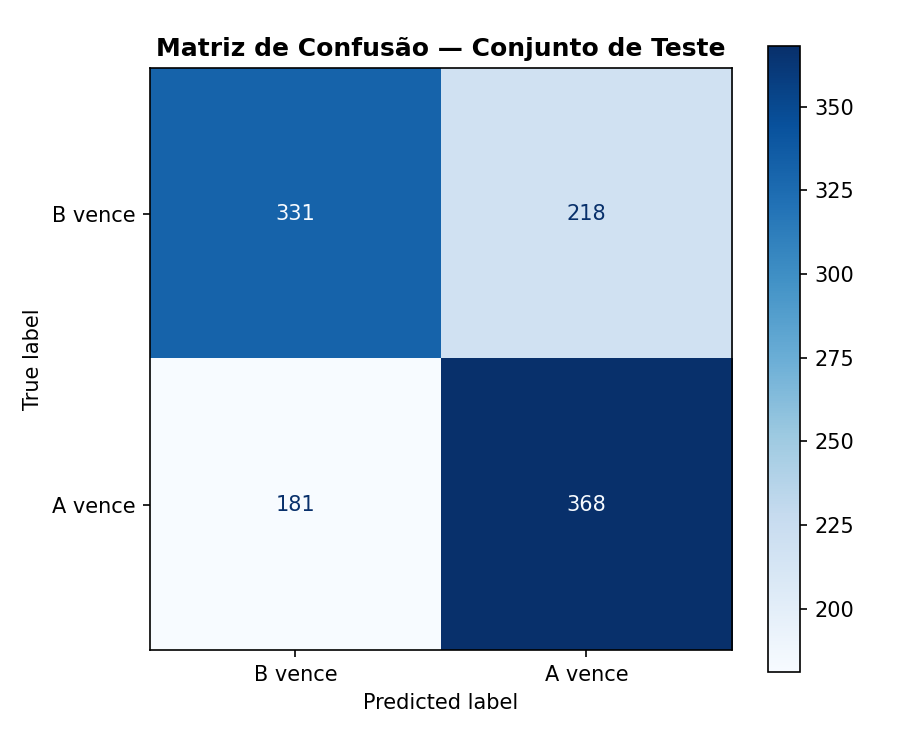 Matriz de Confusão — Conjunto de Teste
B vence
331
218
A vence
181
368
B vence
A vence
Predicted label
True label
350
325
300
275
250
225
200